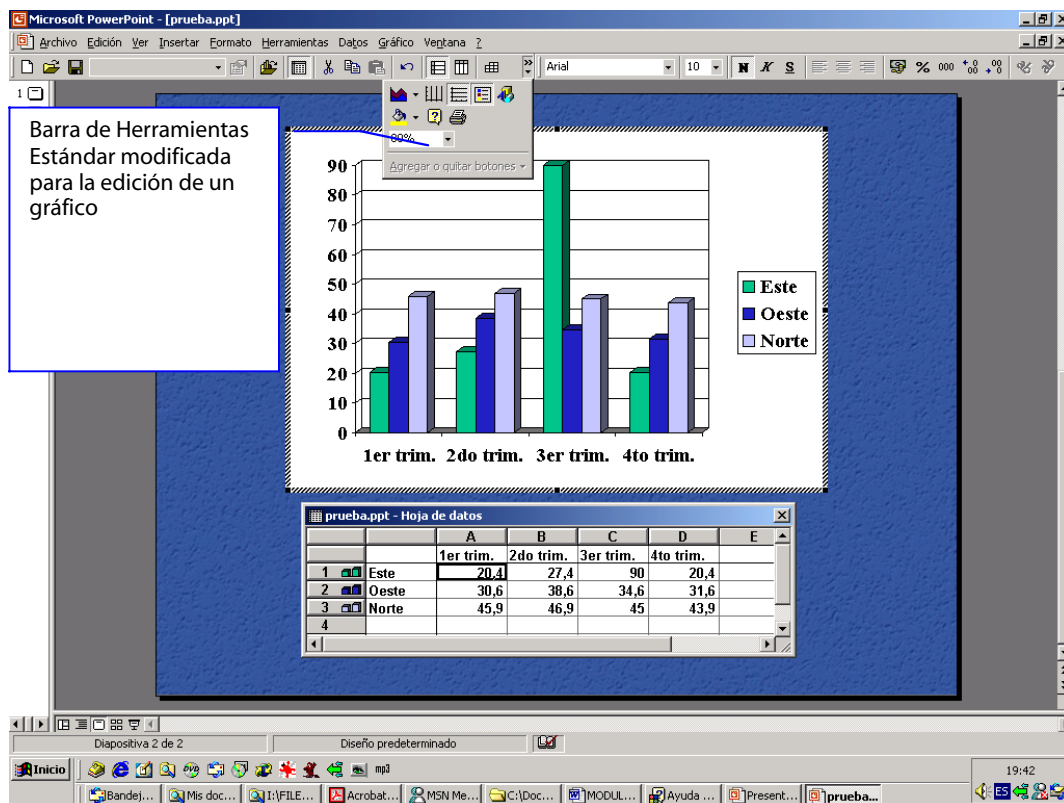 Microsoft PowerPoint - [prueba.ppt]
Archivo Edición Ver Insertar Formato Herramientas Datos Gráfico Ventana ?
Arial 10 N K S % 000
1
Barra de Herramientas
Estándar modificada
para la edición de un
gráfico
Agregar o quitar botones
90
80
70
60
50
40
30
20
10
0
1er trim. 2do trim. 3er trim. 4to trim.
Este
Oeste
Norte
prueba.ppt - Hoja de datos
A B C D E
1er trim. 2do trim. 3er trim. 4to trim.
1 Este 20,4 27,4 90 20,4
2 Oeste 30,6 38,6 34,6 31,6
3 Norte 45,9 46,9 45 43,9
4
Diapositiva 2 de 2 Diseño predeterminado
Inicio mp3 19:42
Bandej... Mis doc... I:\FILE... Acrobat... MSN Me... C:\Doc... MODUL... Ayuda ... Present... prueba... ES